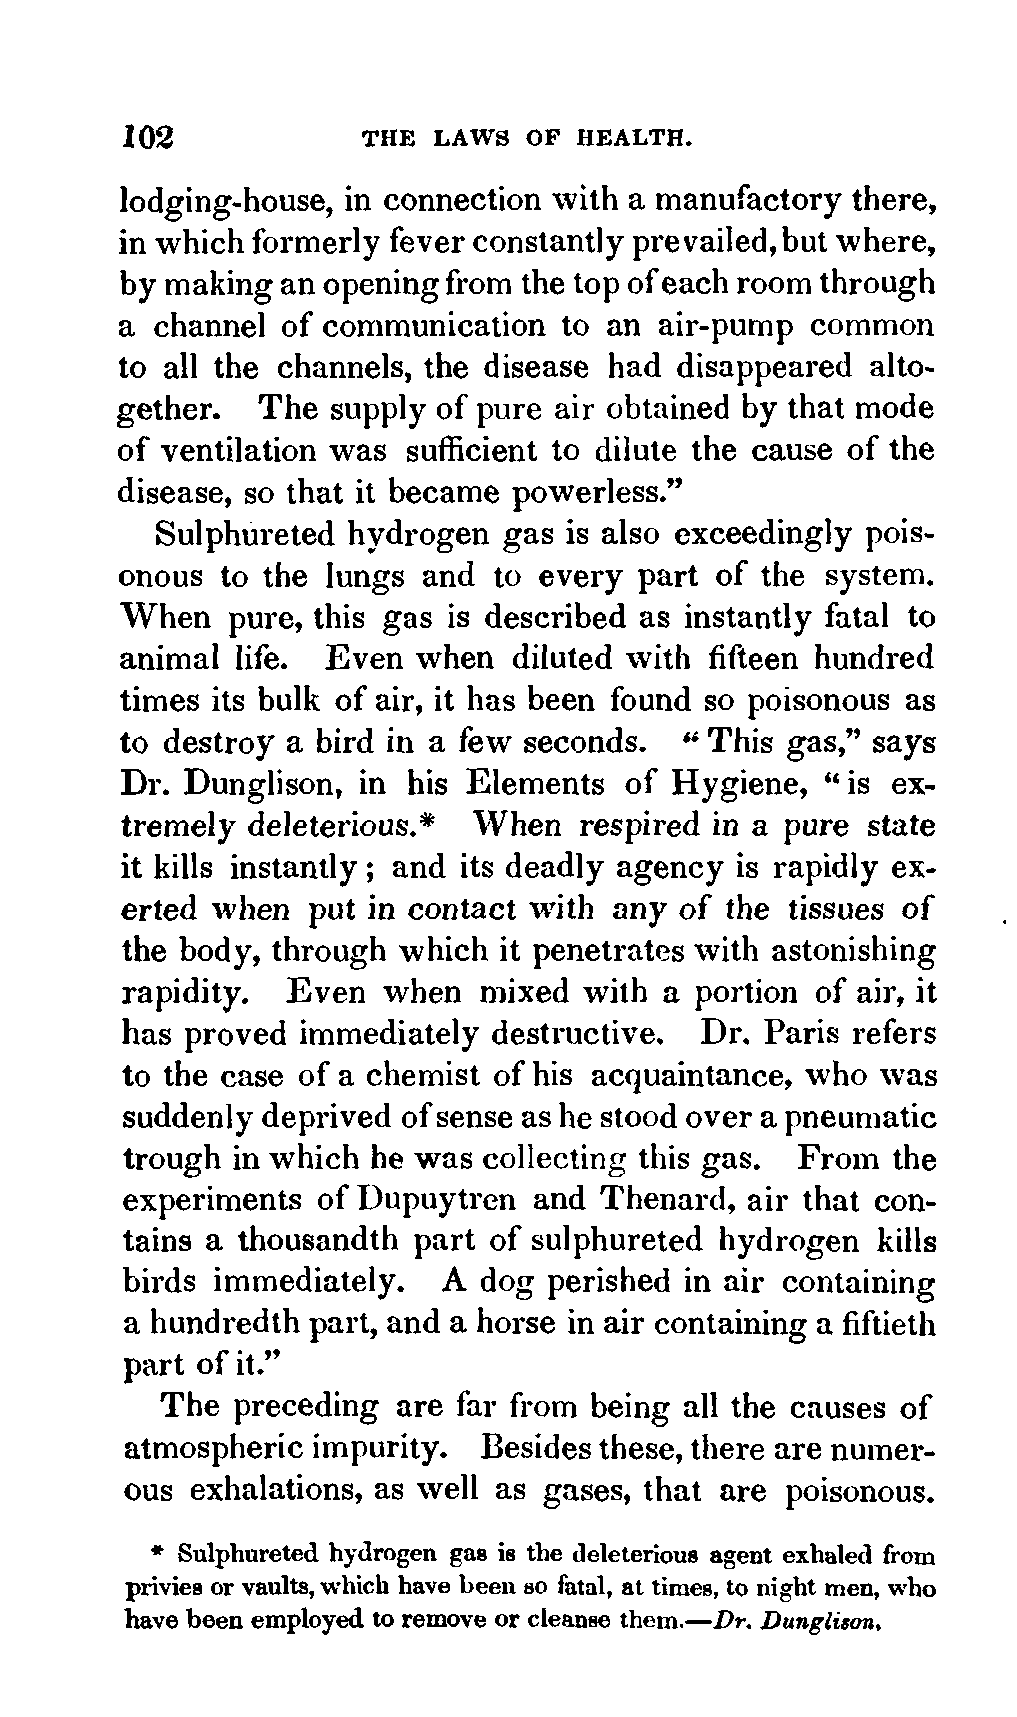 102 THE LAWS OF HEALTH.
lodging-house, in connection with a manufactory there,
in which formerly fever constantly prevailed, but where,
by making an opening from the top of each room through
a channel of communication to an air-pump common
to all the channels, the disease had disappeared alto-
gether. The supply of pure air obtained by that mode
of ventilation was sufficient to dilute the cause of the
disease, so that it became powerless.”
Sulphureted hydrogen gas is also exceedingly pois-
onous to the lungs and to every part of the system.
When pure, this gas is described as instantly fatal to
animal life. Even when diluted with fifteen hundred
times its bulk of air, it has been found so poisonous as
to destroy a bird in a few seconds. “This gas,” says
Dr. Dunglison, in his Elements of Hygiene, “is ex-
tremely deleterious.* When respired in a pure state
it kills instantly; and its deadly agency is rapidly ex-
erted when put in contact with any of the tissues of
the body, through which it penetrates with astonishing
rapidity. Even when mixed with a portion of air, it
has proved immediately destructive. Dr. Paris refers
to the case of a chemist of his acquaintance, who was
suddenly deprived of sense as he stood over a pneumatic
trough in which he was collecting this gas. From the
experiments of Dupuytren and Thenard, air that con-
tains a thousandth part of sulphureted hydrogen kills
birds immediately. A dog perished in air containing
a hundredth part, and a horse in air containing a fiftieth
part of it.”
The preceding are far from being all the causes of
atmospheric impurity. Besides these, there are numer-
ous exhalations, as well as gases, that are poisonous.
* Sulphureted hydrogen gas is the deleterious agent exhaled from
privies or vaults, which have been so fatal, at times, to night men, who
have been employed to remove or cleanse them.—Dr. Dunglison.